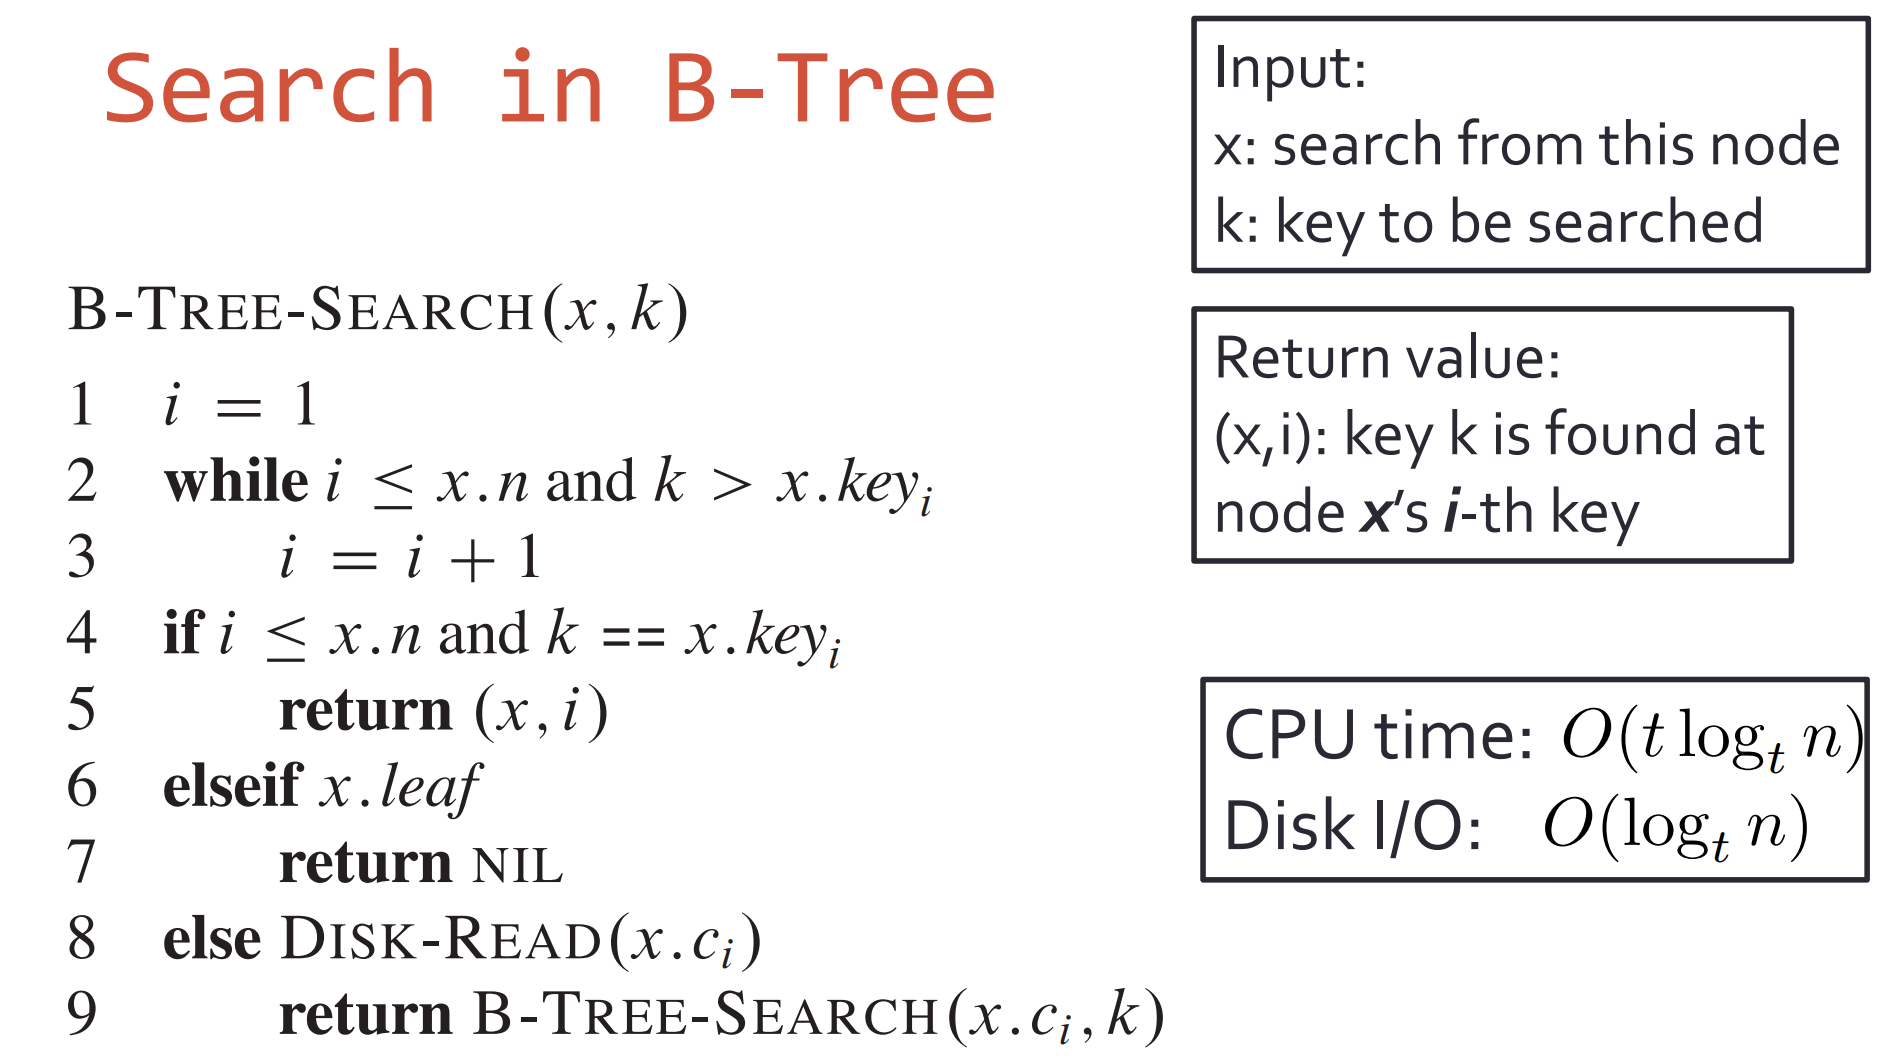 Search in B-Tree
Input:
x: search from this node
k: key to be searched
Return value:
(x,i): key k is found at
node x's i-th key
B-TREE-SEARCH(x, k)
1 i = 1
2 while i ≤ x.n and k > x.key_i
3 i = i + 1
4 if i ≤ x.n and k == x.key_i
5 return (x, i)
6 elseif x.leaf
7 return NIL
8 else DISK-READ(x.c_i)
9 return B-TREE-SEARCH(x.c_i, k)
CPU time: O(t log_t n)
Disk I/O: O(log_t n)